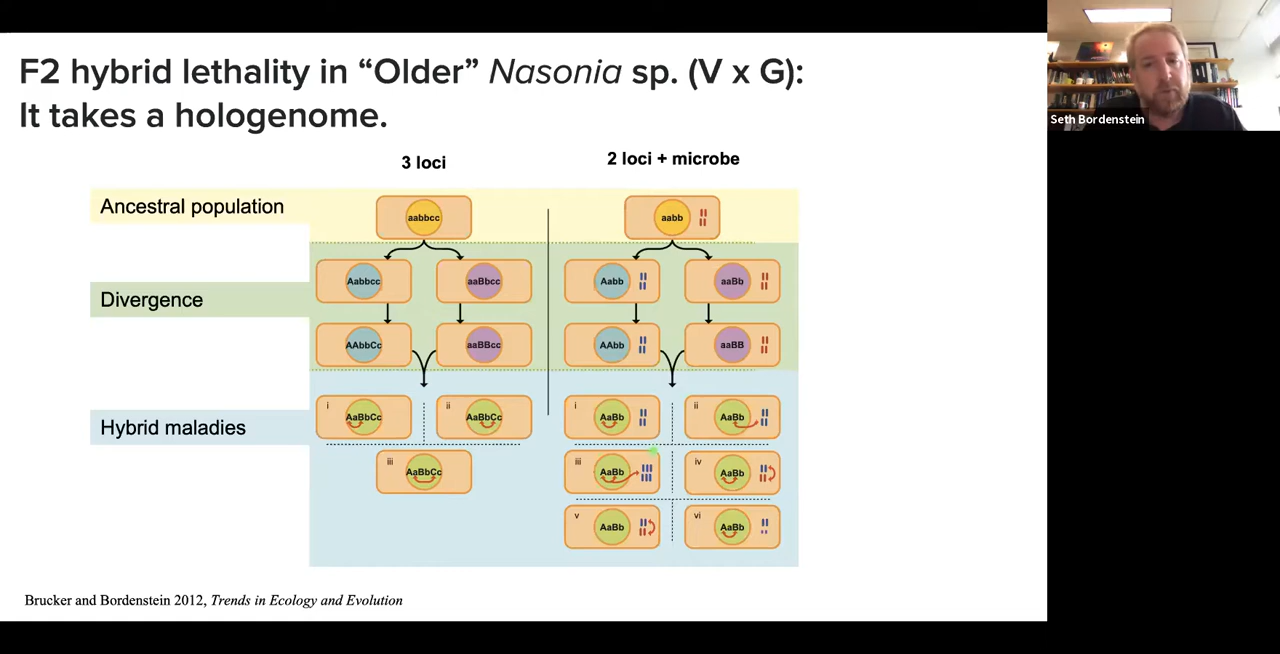 F2 hybrid lethality in “Older” Nasonia sp. (V x G):
It takes a hologenome.
Seth Bordenstein
3 loci
2 loci + microbe
Ancestral population
aabbcc
aabb
Divergence
Aabbcc
aaBbcc
Aabb
aaBb
AAbbCc
aaBBcc
AAbb
aaBB
Hybrid maladies
i
AaBbCc
ii
AaBbCc
i
AaBb
ii
AaBb
iii
AaBbCc
iii
AaBb
iv
AaBb
v
AaBb
vi
AaBb
Brucker and Bordenstein 2012, Trends in Ecology and Evolution